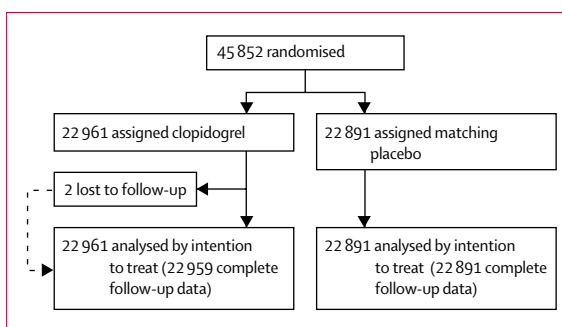 45 852 randomised
22 961 assigned clopidogrel
22 891 assigned matching
placebo
2 lost to follow-up
22 961 analysed by intention
to treat (22 959 complete
follow-up data)
22 891 analysed by intention
to treat (22 891 complete
follow-up data)